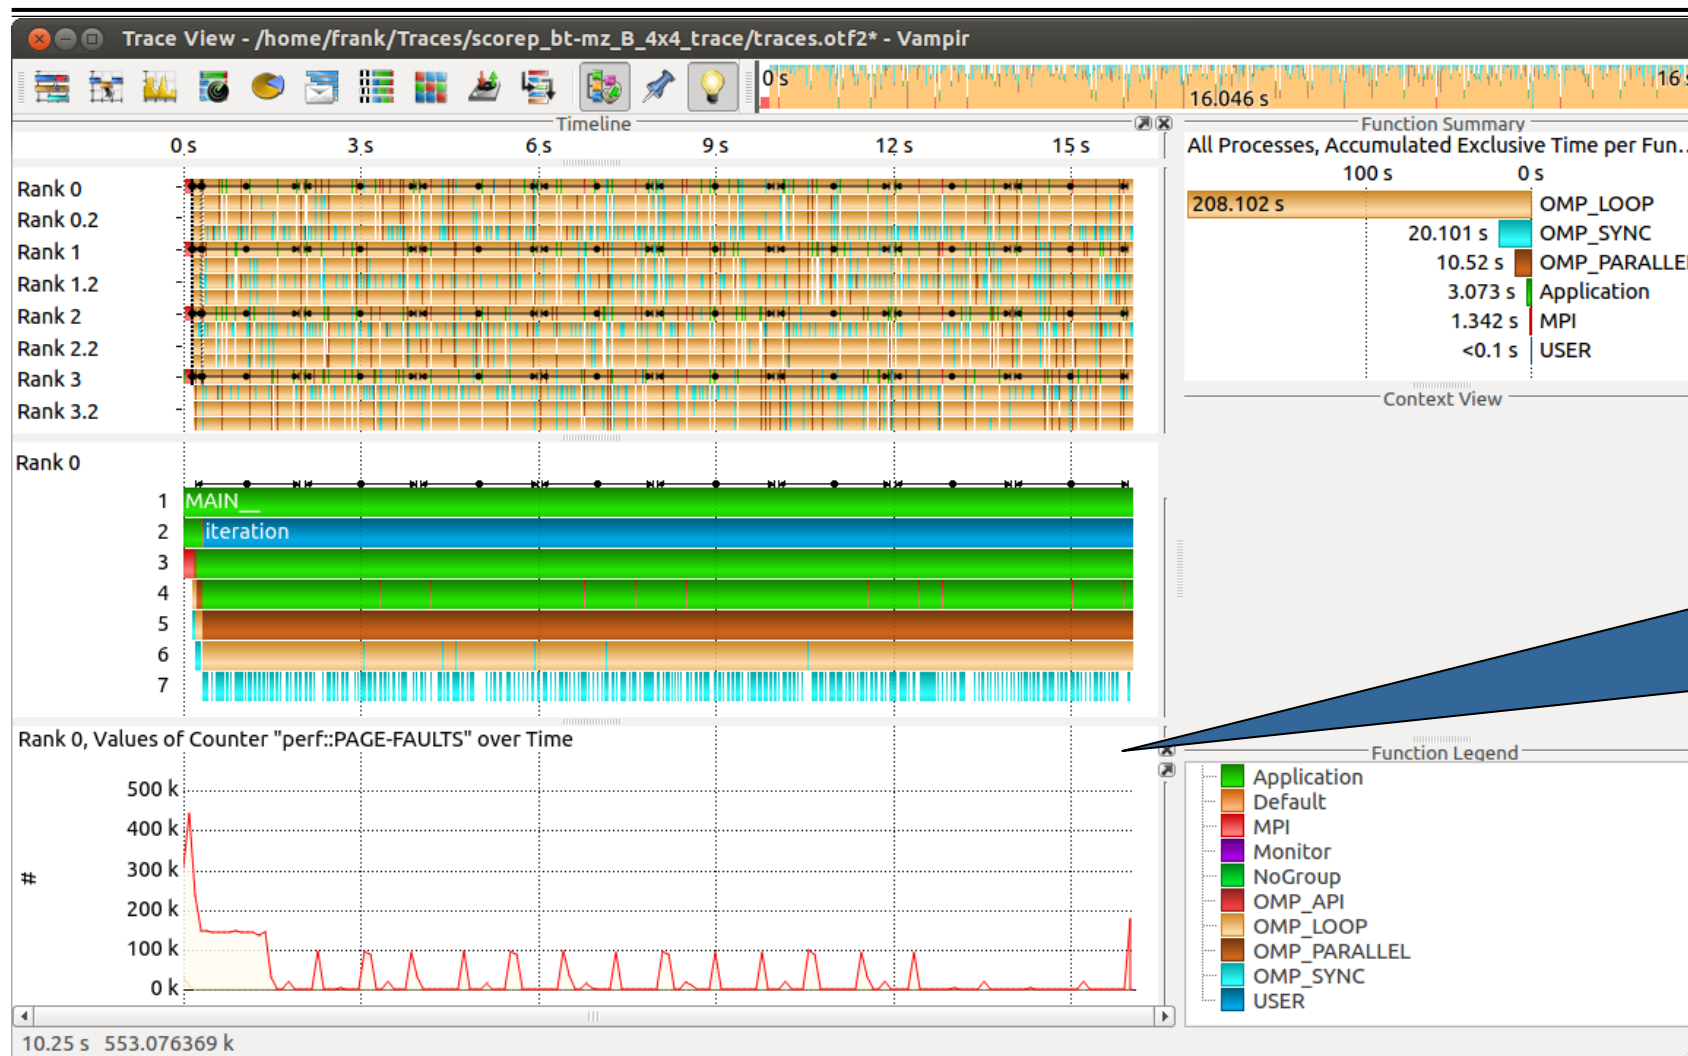 Trace View - /home/frank/Traces/scorep_bt-mz_B_4x4_trace/traces.otf2* - Vampir
0 s
16 s
16.046 s
Timeline
0 s 3 s 6 s 9 s 12 s 15 s
Rank 0
Rank 0.2
Rank 1
Rank 1.2
Rank 2
Rank 2.2
Rank 3
Rank 3.2
Rank 0
1 MAIN__
2 iteration
3
4
5
6
7
Rank 0, Values of Counter "perf::PAGE-FAULTS" over Time
500 k
400 k
300 k
200 k
100 k
0 k
#
10.25 s 553.076369 k
Function Summary
All Processes, Accumulated Exclusive Time per Fun..
100 s 0 s
208.102 s OMP_LOOP
20.101 s OMP_SYNC
10.52 s OMP_PARALLEL
3.073 s Application
1.342 s MPI
<0.1 s USER
Context View
Function Legend
Application
Default
MPI
Monitor
NoGroup
OMP_API
OMP_LOOP
OMP_PARALLEL
OMP_SYNC
USER